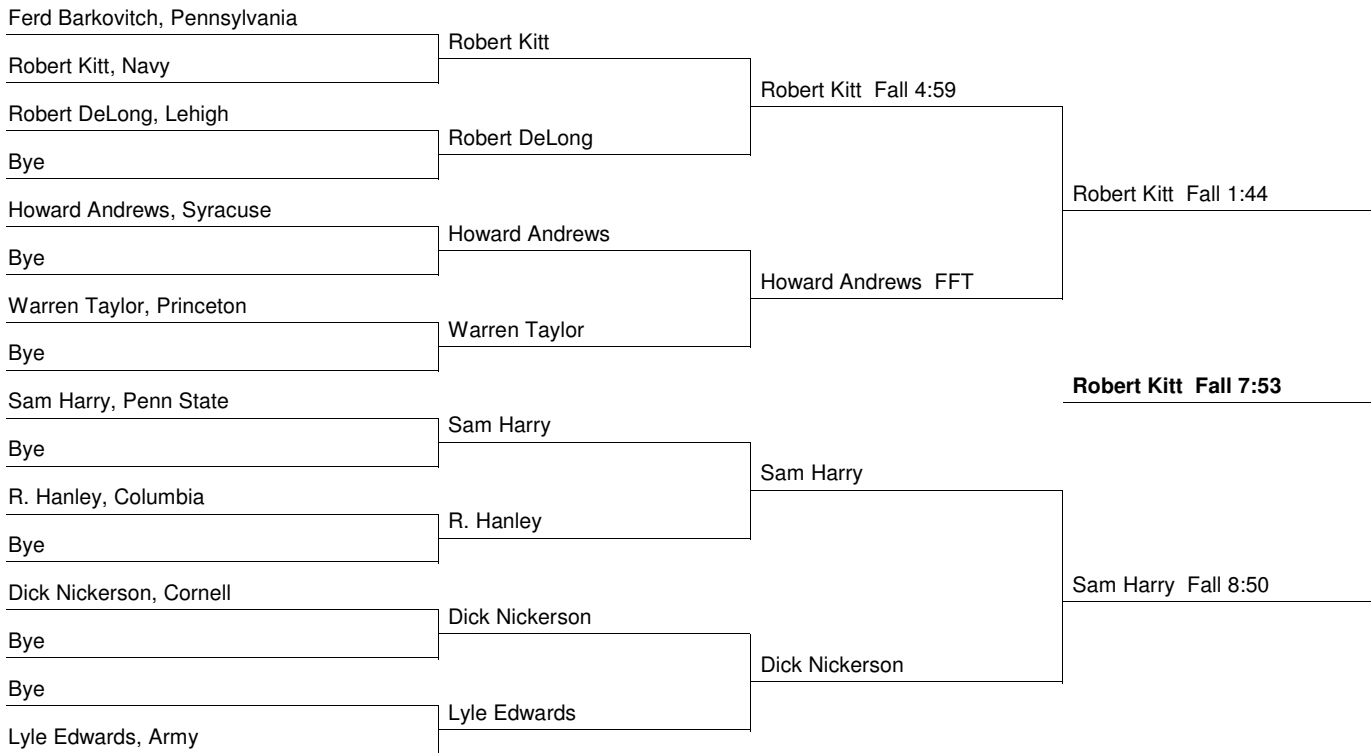 Ferd Barkovitch, Pennsylvania
Robert Kitt
Robert Kitt, Navy
Robert Kitt  Fall 4:59
Robert DeLong, Lehigh
Robert DeLong
Bye
Robert Kitt  Fall 1:44
Howard Andrews, Syracuse
Howard Andrews
Bye
Howard Andrews  FFT
Warren Taylor, Princeton
Warren Taylor
Bye
Robert Kitt  Fall 7:53
Sam Harry, Penn State
Sam Harry
Bye
Sam Harry
R. Hanley, Columbia
R. Hanley
Bye
Sam Harry  Fall 8:50
Dick Nickerson, Cornell
Dick Nickerson
Bye
Dick Nickerson
Bye
Lyle Edwards
Lyle Edwards, Army